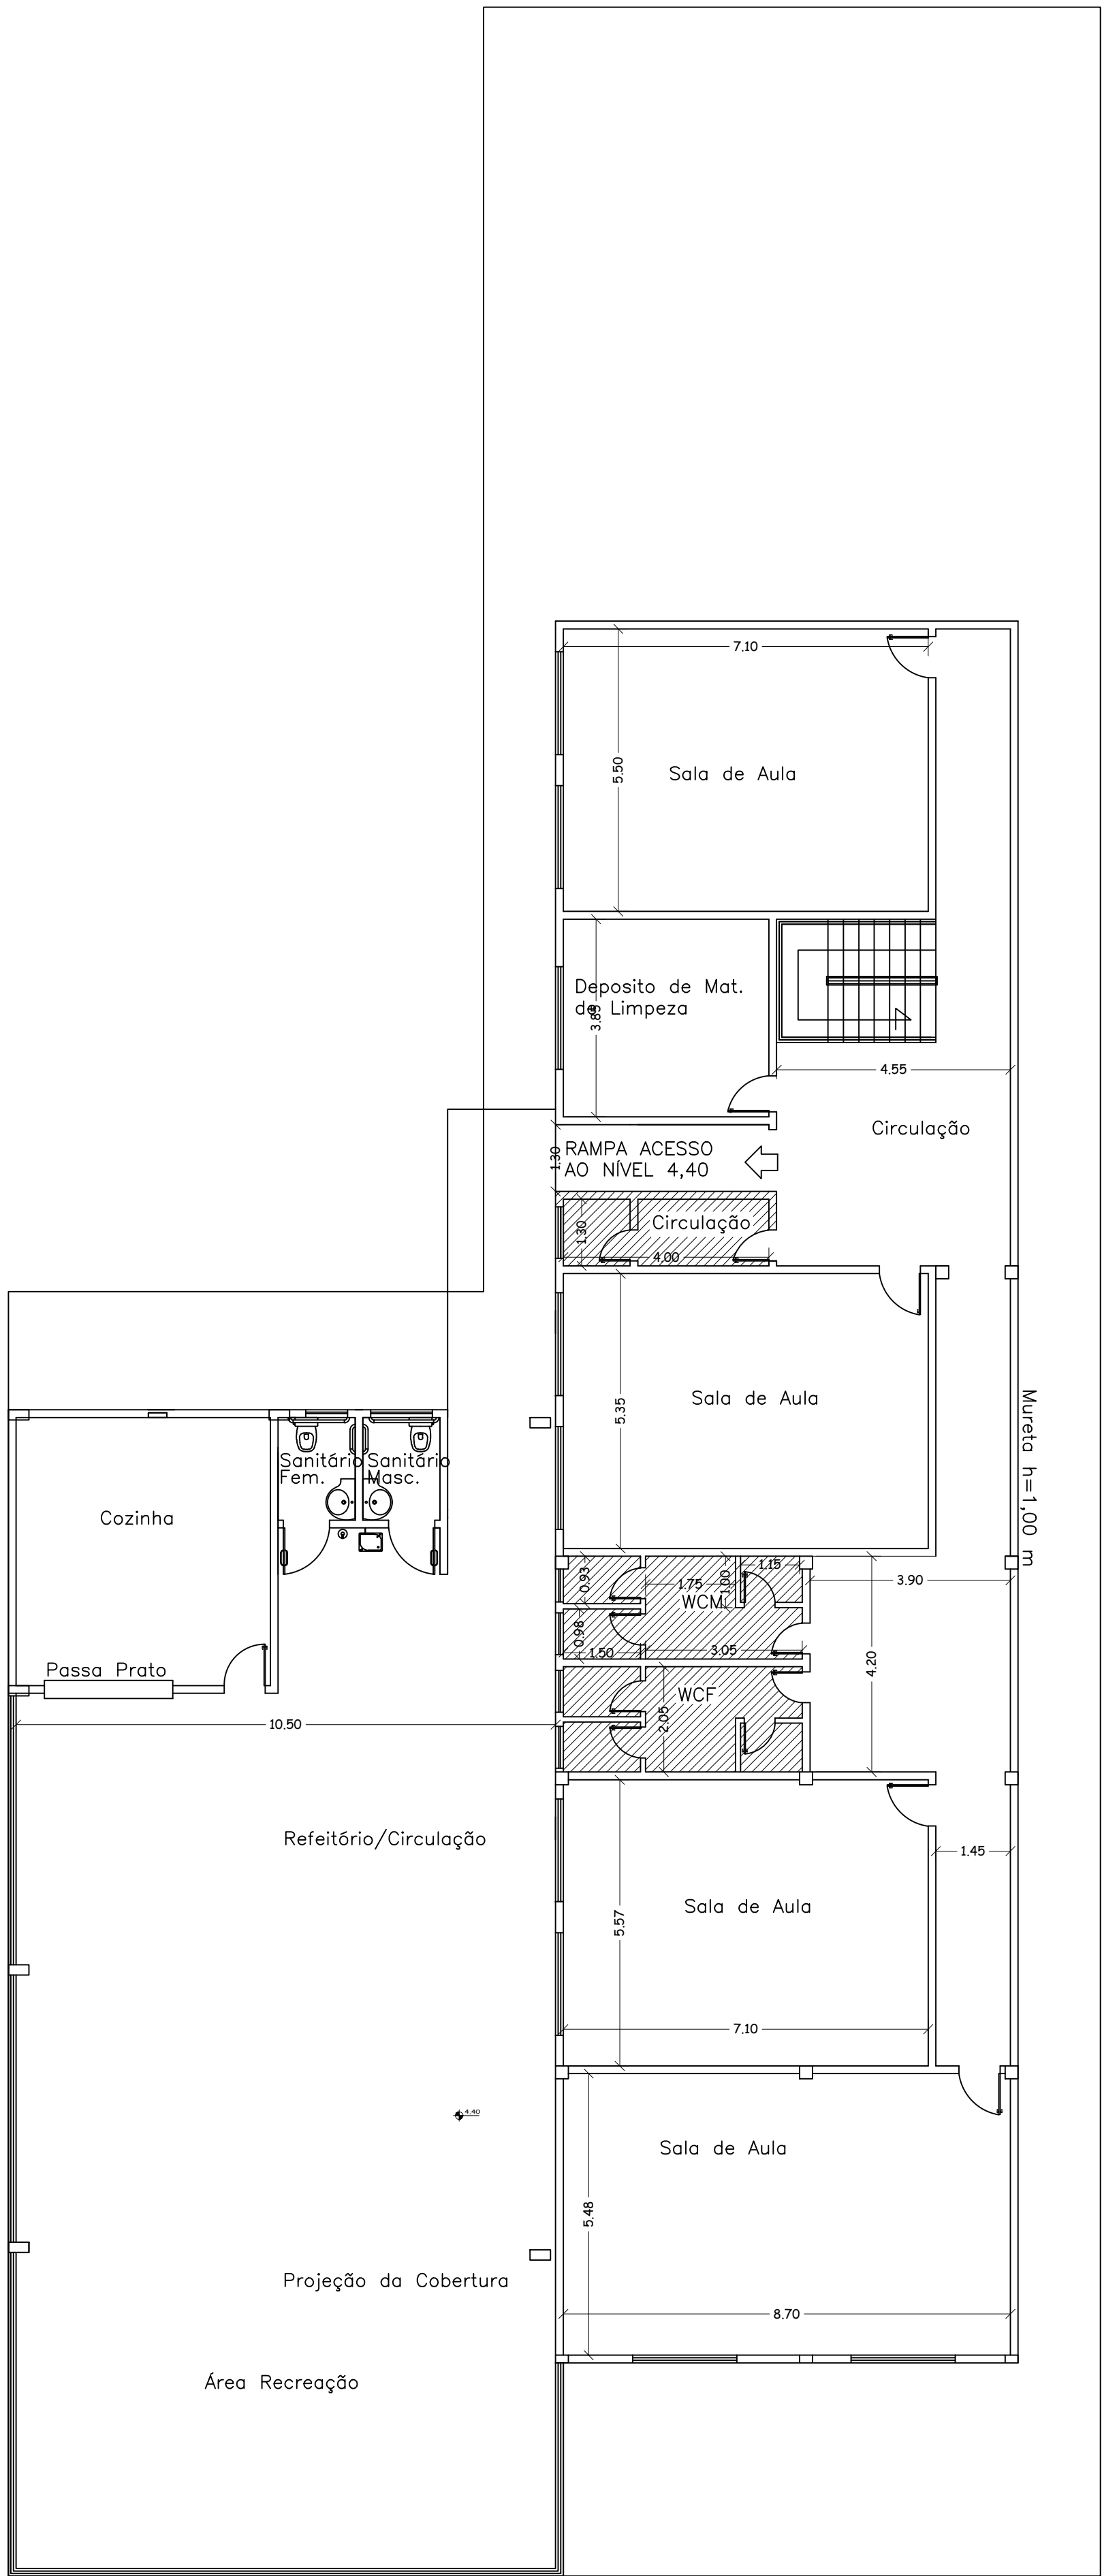 7.10
5.50
Sala de Aula
Deposito de Mat.
de Limpeza
3.85
4.55
Circulação
1.30
RAMPA ACESSO
AO NÍVEL 4,40
Circulação
1.30
4.00
Sala de Aula
5.35
Mureta h=1,00 m
Sanitário
Fem.
Sanitário
Masc.
Cozinha
Passa Prato
0.93
1.75
1.00
1.15
3.90
WCM
0.98
1.50
3.05
4.20
WCF
2.05
10.50
Refeitório/Circulação
1.45
Sala de Aula
5.57
7.10
4.40
Sala de Aula
5.48
Projeção da Cobertura
8.70
Área Recreação